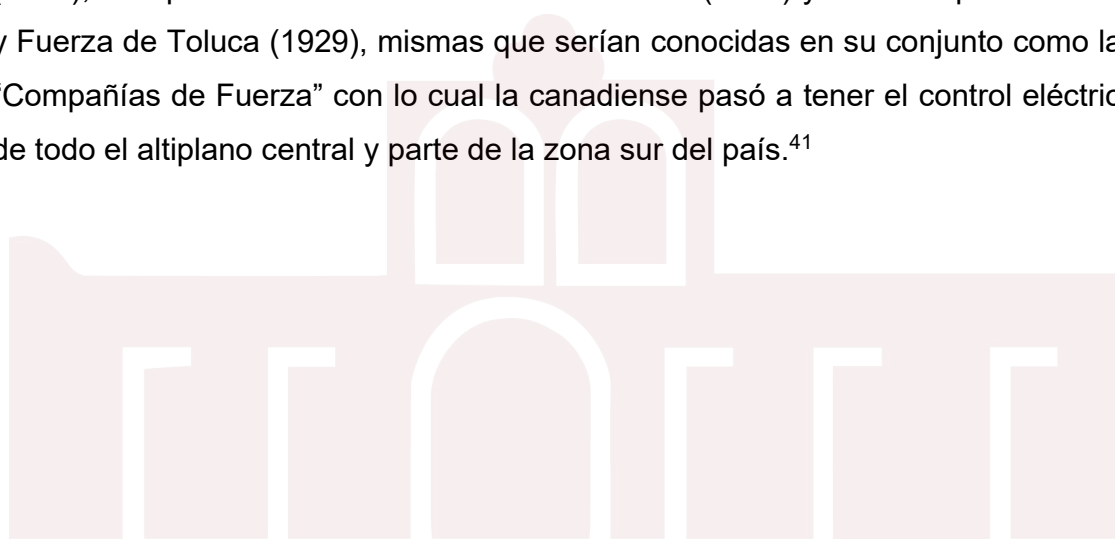 y Fuerza de Toluca (1929), mismas que serían conocidas en su conjunto como la
“Compañías de Fuerza” con lo cual la canadiense pasó a tener el control eléctric
de todo el altiplano central y parte de la zona sur del país.⁴¹